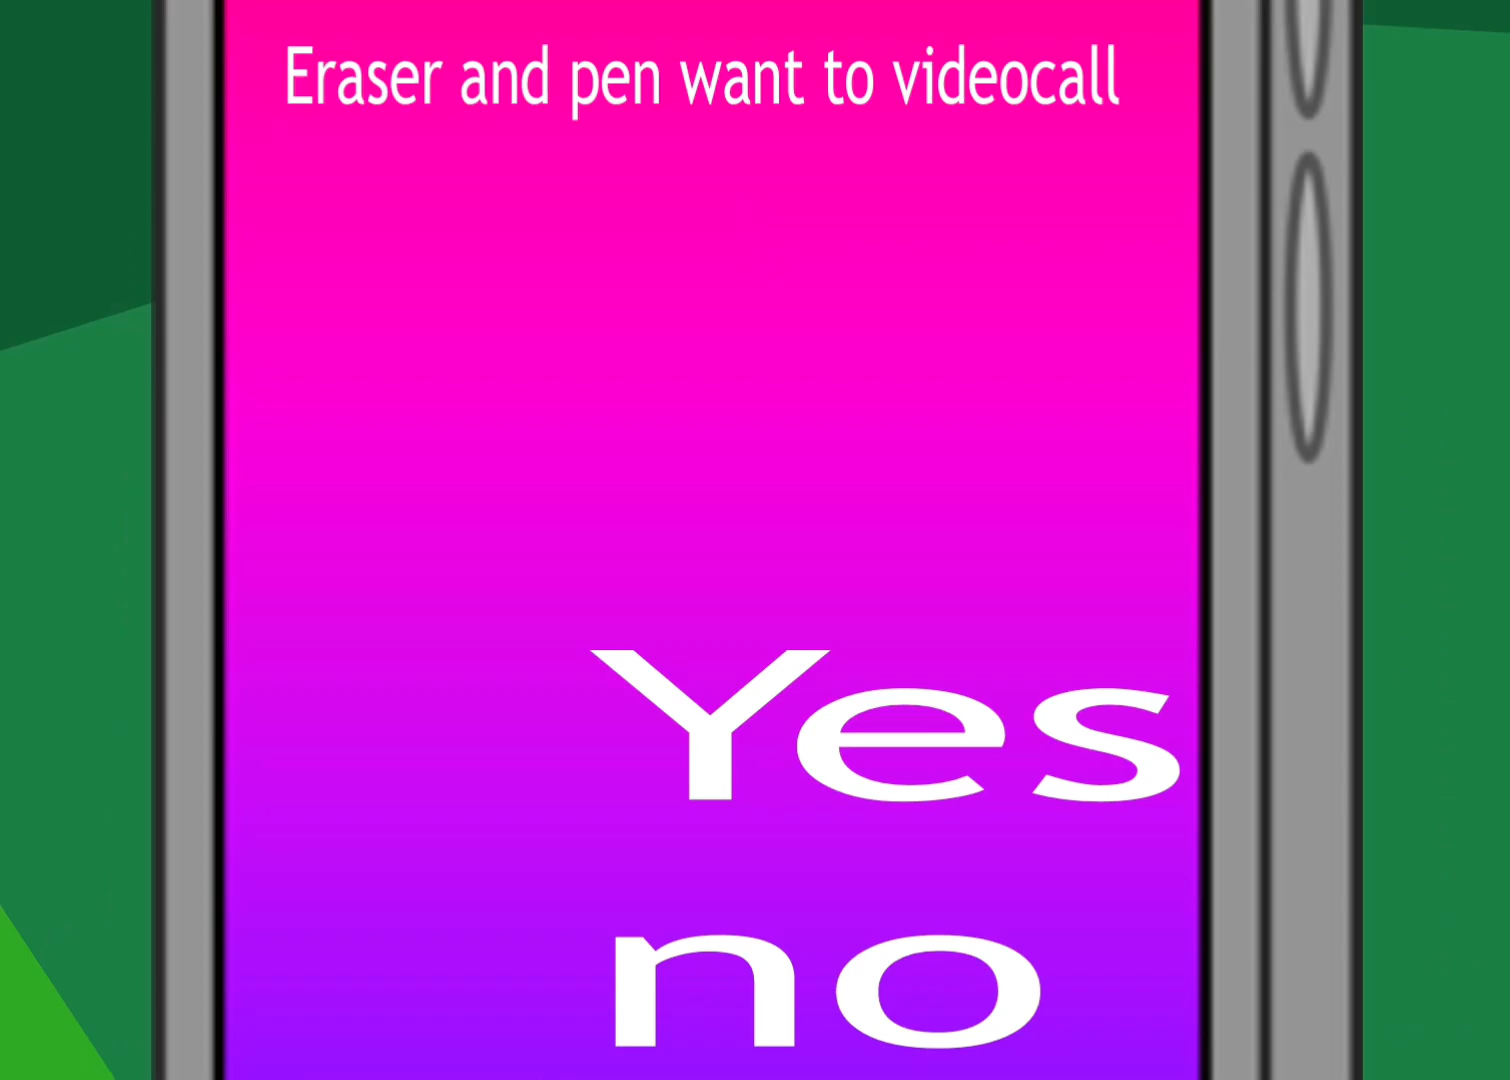 Eraser and pen want to videocall
Yes
no